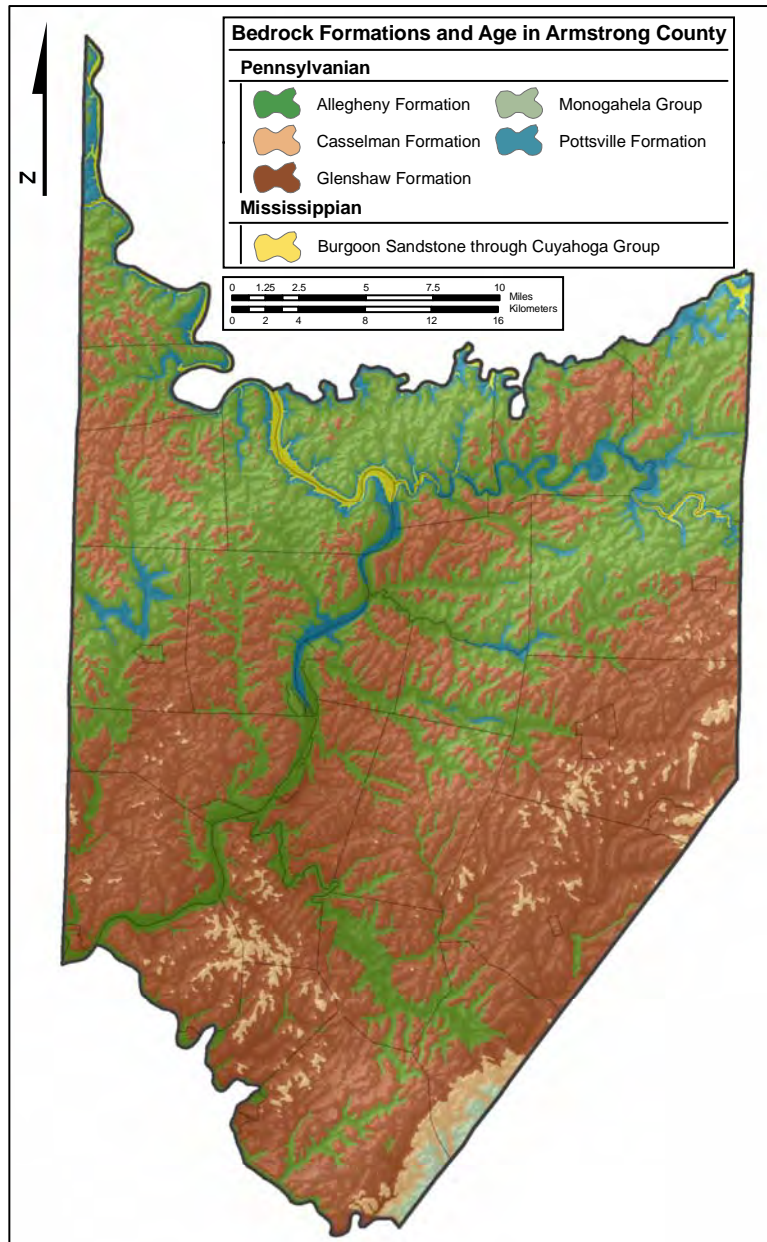 Bedrock Formations and Age in Armstrong County
Pennsylvanian
Allegheny Formation Monogahela Group
Casselman Formation Pottsville Formation
Glenshaw Formation
Mississippian
Burgoon Sandstone through Cuyahoga Group
N
0 1.25 2.5 5 7.5 10
Miles
Kilometers
0 2 4 8 12 16